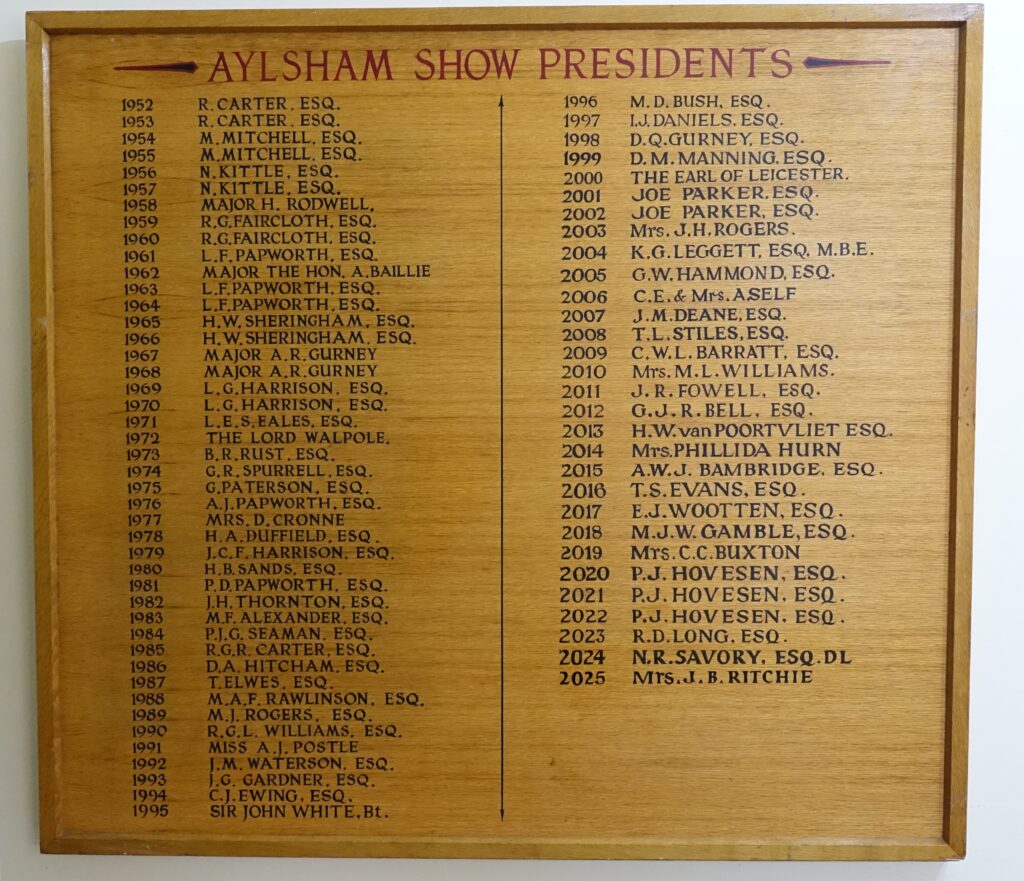 AYLSHAM SHOW PRESIDENTS
1952 R. CARTER, ESQ.
1953 R. CARTER, ESQ.
1954 M. MITCHELL, ESQ.
1955 M. MITCHELL, ESQ.
1956 N. KITTLE, ESQ.
1957 N. KITTLE, ESQ.
1958 MAJOR H. RODWELL.
1959 R.G. FAIRCLOTH, ESQ.
1960 R.G. FAIRCLOTH, ESQ.
1961 L.F. PAPWORTH, ESQ.
1962 MAJOR THE HON. A. BAILLIE
1963 L.F. PAPWORTH, ESQ.
1964 L.F. PAPWORTH, ESQ.
1965 H.W. SHERINGHAM, ESQ.
1966 H.W. SHERINGHAM, ESQ.
1967 MAJOR A.R. GURNEY
1968 MAJOR A.R. GURNEY
1969 L.G. HARRISON, ESQ.
1970 L.G. HARRISON, ESQ.
1971 L.E.S. EALES, ESQ.
1972 THE LORD WALPOLE.
1973 B.R. RUST, ESQ.
1974 G.R. SPURRELL, ESQ.
1975 G. PATERSON, ESQ.
1976 A.J. PAPWORTH, ESQ.
1977 MRS. D. CRONNE
1978 H.A. DUFFIELD, ESQ.
1979 J.C.F. HARRISON, ESQ.
1980 H.B. SANDS, ESQ.
1981 P.D. PAPWORTH, ESQ.
1982 J.H. THORNTON, ESQ.
1983 M.F. ALEXANDER, ESQ.
1984 P.J.G. SEAMAN, ESQ.
1985 R.G.R. CARTER, ESQ.
1986 D.A. HITCHAM, ESQ.
1987 T. ELWES, ESQ.
1988 M.A.F. RAWLINSON, ESQ.
1989 M.J. ROGERS, ESQ.
1990 R.G.L. WILLIAMS, ESQ.
1991 MISS A.J. POSTLE
1992 J.M. WATERSON, ESQ.
1993 J.G. GARDNER, ESQ.
1994 C.J. EWING, ESQ.
1995 SIR JOHN WHITE, Bt.
1996 M.D. BUSH, ESQ.
1997 I.J. DANIELS, ESQ.
1998 D.Q. GURNEY, ESQ.
1999 D.M. MANNING, ESQ.
2000 THE EARL OF LEICESTER.
2001 JOE PARKER, ESQ.
2002 JOE PARKER, ESQ.
2003 Mrs. J.H. ROGERS.
2004 K.G. LEGGETT, ESQ, M.B.E.
2005 G.W. HAMMOND, ESQ.
2006 C.E. & Mrs. A.SELF
2007 J.M. DEANE, ESQ.
2008 T.L. STILES, ESQ.
2009 C.W.L. BARRATT, ESQ.
2010 Mrs. M.L. WILLIAMS.
2011 J.R. FOWELL, ESQ.
2012 G.J.R. BELL, ESQ.
2013 H.W. van POORTVLIET ESQ.
2014 Mrs. PHILLIDA HURN
2015 A.W.J. BAMBRIDGE, ESQ.
2016 T.S. EVANS, ESQ.
2017 E.J. WOOTTEN, ESQ.
2018 M.J.W. GAMBLE, ESQ.
2019 Mrs. C.C. BUXTON
2020 P.J. HOVESEN, ESQ.
2021 P.J. HOVESEN, ESQ.
2022 P.J. HOVESEN, ESQ.
2023 R.D. LONG, ESQ.
2024 N.R. SAVORY, ESQ. DL
2025 Mrs. J.B. RITCHIE